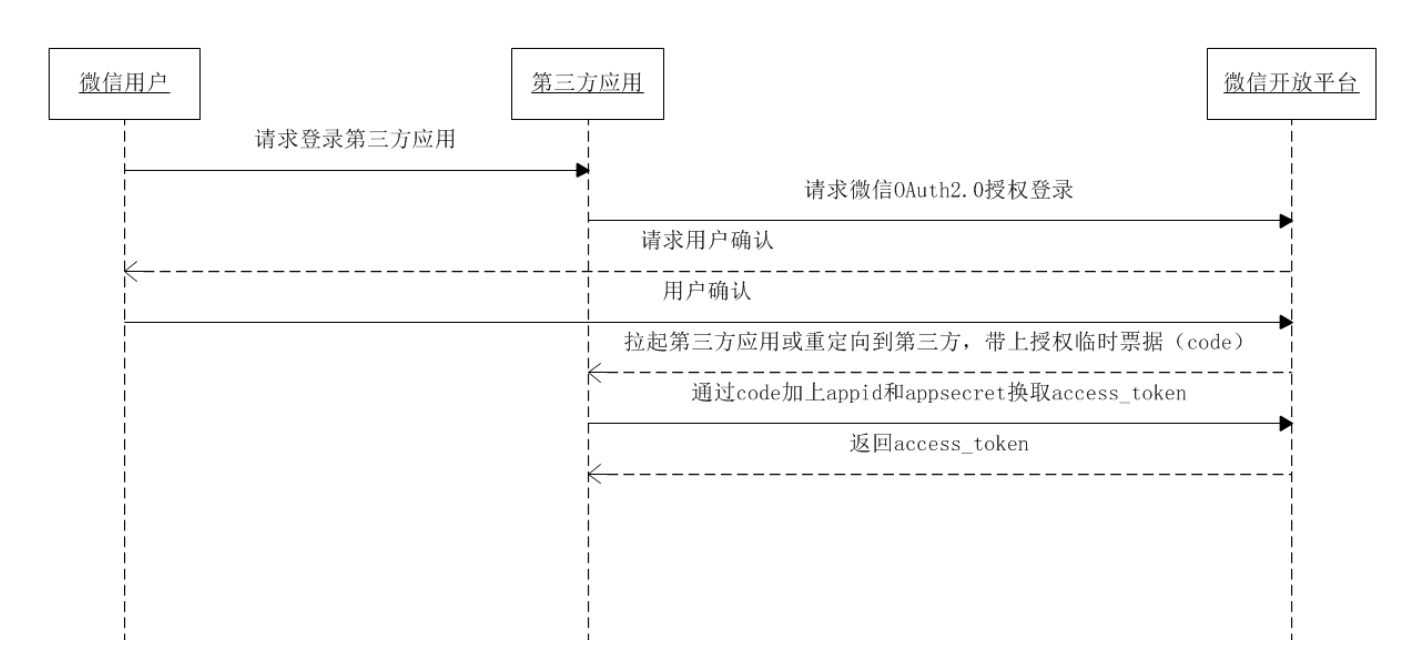 微信用户
第三方应用
微信开放平台
请求登录第三方应用
请求微信OAuth2.0授权登录
请求用户确认
用户确认
拉起第三方应用或重定向到第三方，带上授权临时票据（code）
通过code加上appid和appsecret换取access_token
返回access_token